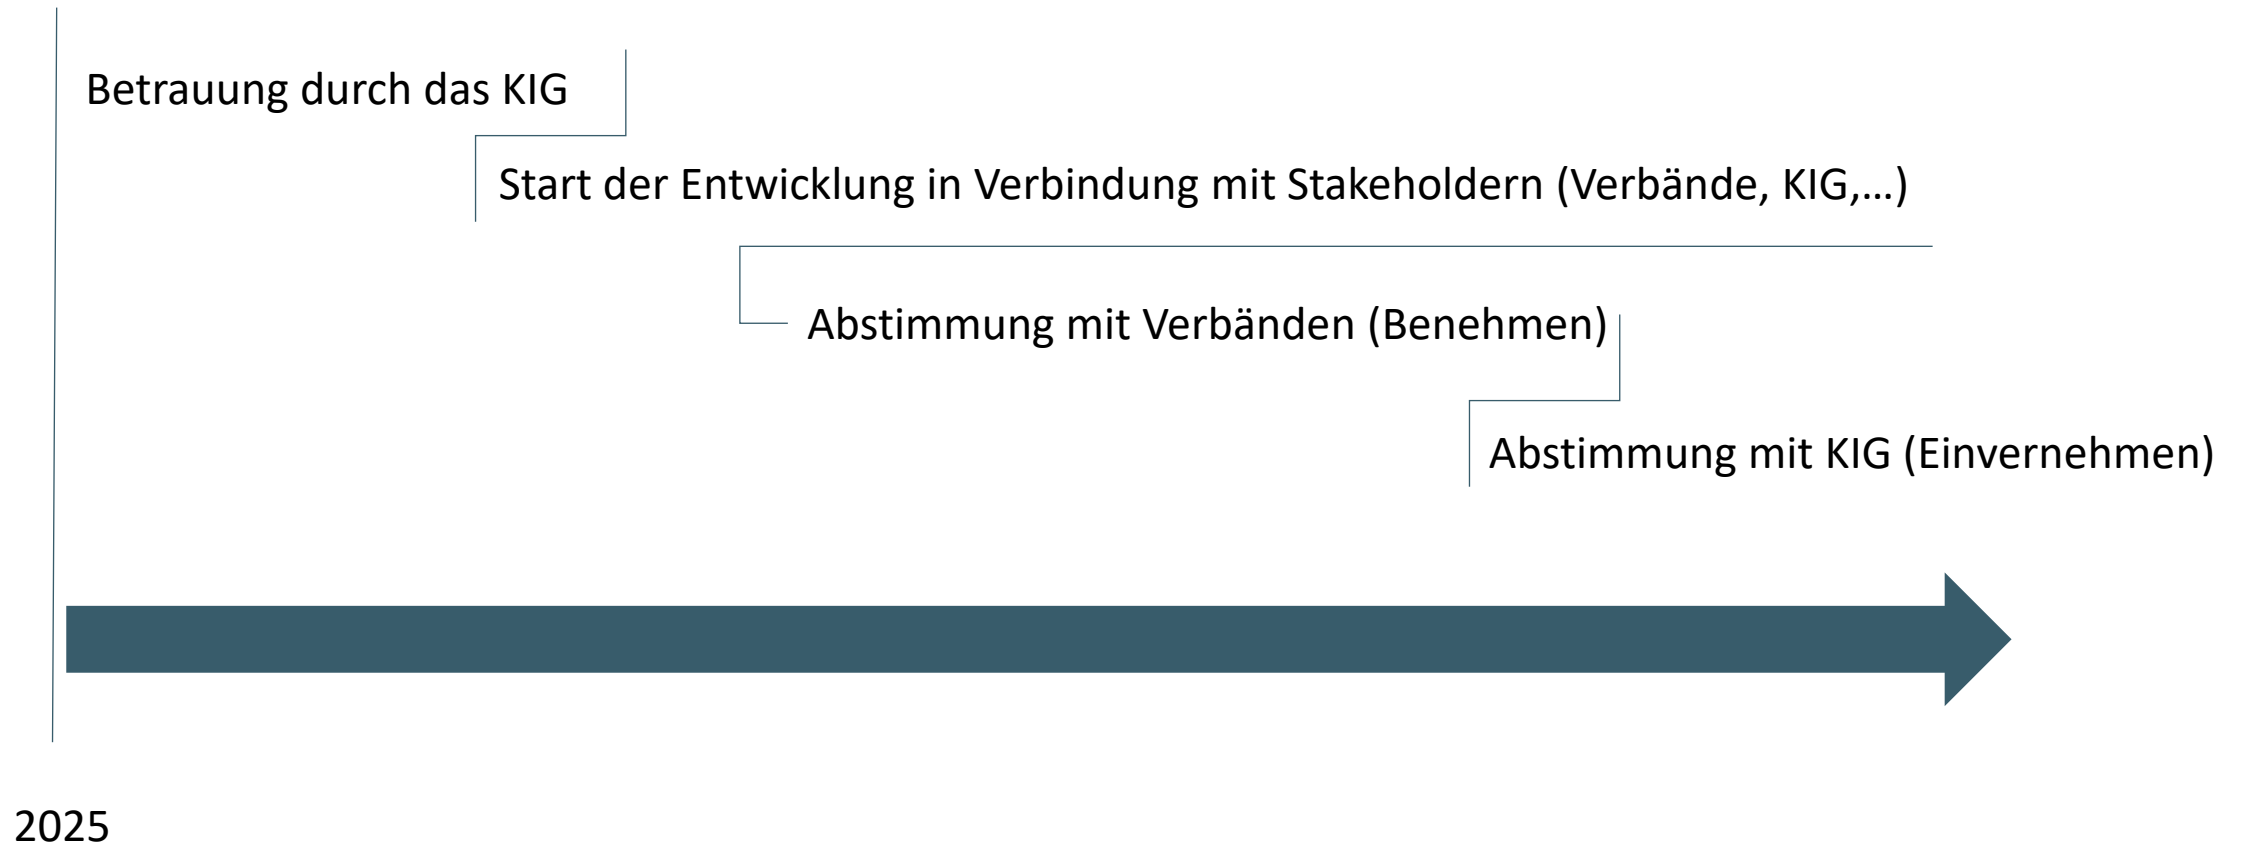 Betrauung durch das KIG
Start der Entwicklung in Verbindung mit Stakeholdern (Verbände, KIG,...)
Abstimmung mit Verbänden (Benehmen)
Abstimmung mit KIG (Einvernehmen)
2025